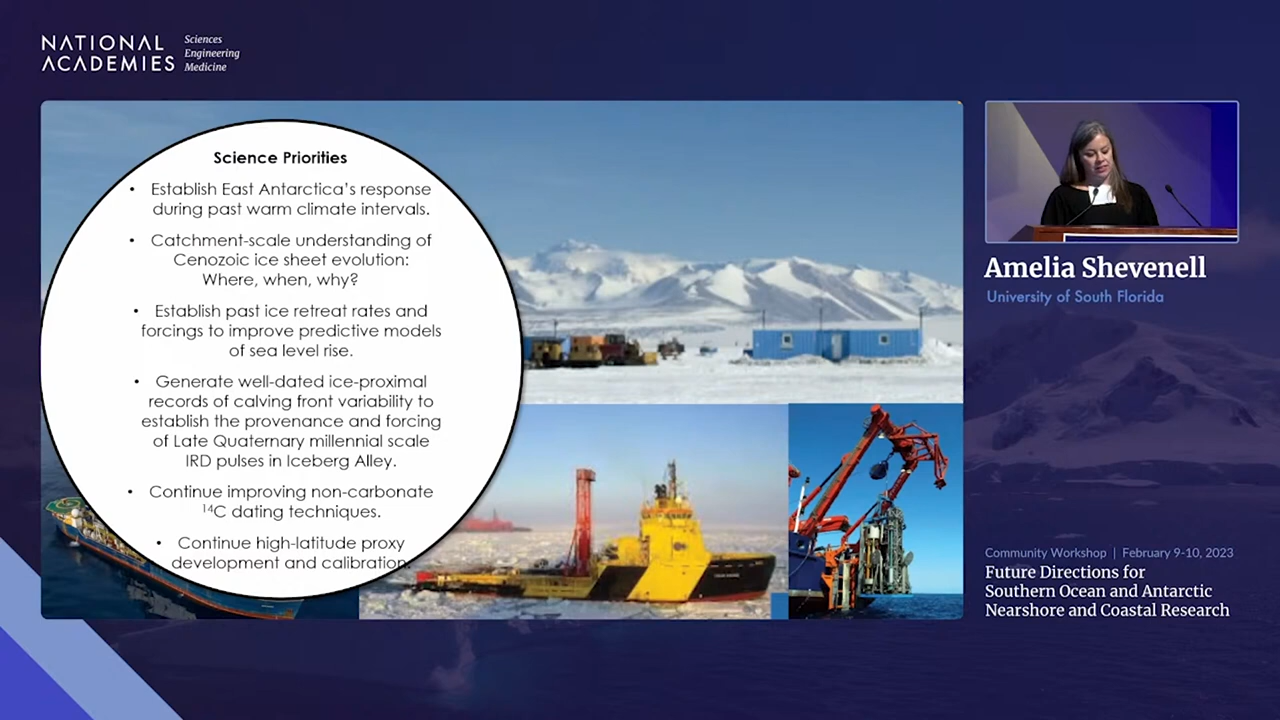 NATIONAL
ACADEMIES
Sciences
Engineering
Medicine
Science Priorities
• Establish East Antarctica's response
during past warm climate intervals.
• Catchment-scale understanding of
Cenozoic ice sheet evolution:
Where, when, why?
• Establish past ice retreat rates and
forcings to improve predictive models
of sea level rise.
• Generate well-dated ice-proximal
records of calving front variability to
establish the provenance and forcing
of Late Quaternary millennial scale
IRD pulses in Iceberg Alley.
• Continue improving non-carbonate
¹⁴C dating techniques.
• Continue high-latitude proxy
development and calibration.
Amelia Shevenell
University of South Florida
Community Workshop | February 9-10, 2023
Future Directions for
Southern Ocean and Antarctic
Nearshore and Coastal Research